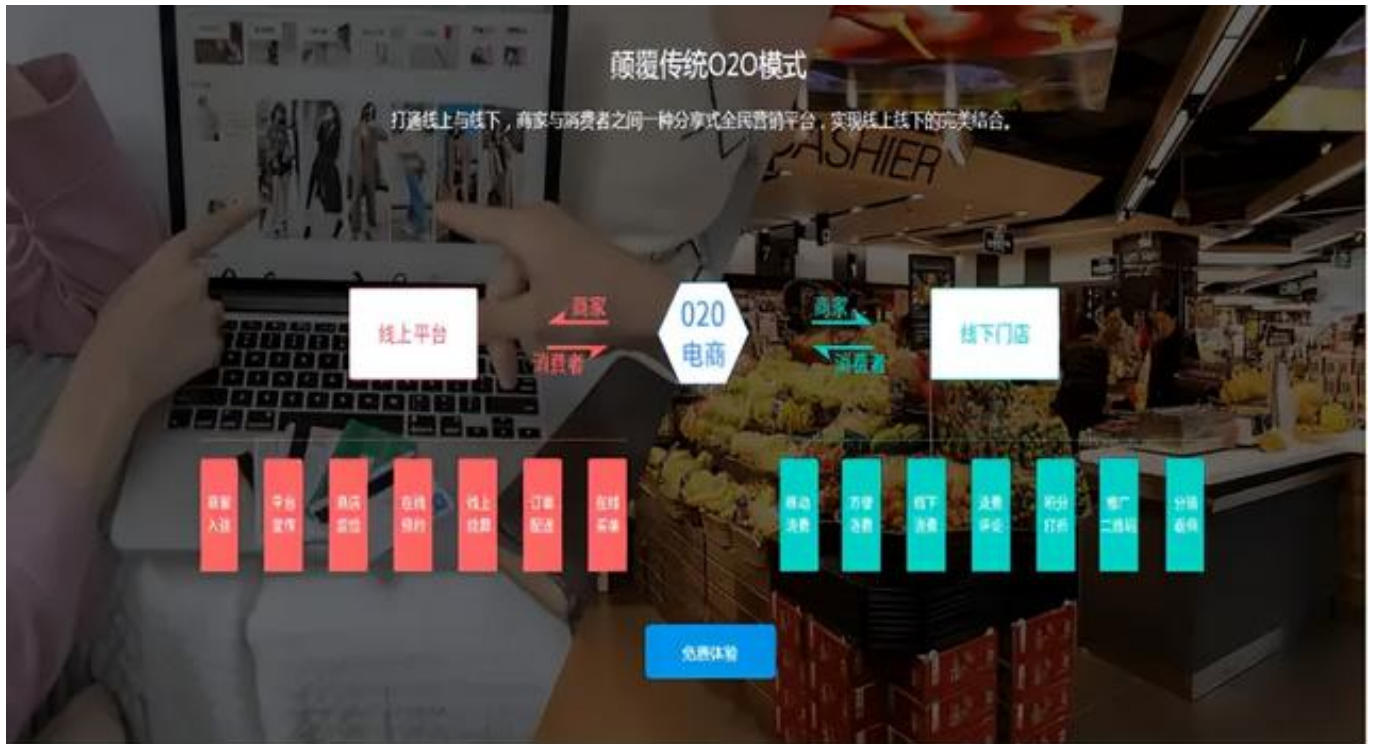 颠覆传统O2O模式
打通线上与线下，商家与消费者之间一种分享式全民营销平台，实现线上线下的完美结合。
CASHIER
线上平台
商家
消费者
O2O
电商
商家
消费者
线下门店
商家
入驻
平台
宣传
商店
定位
在线
预约
线上
结算
订单
配送
在线
买单
移动
消费
方便
消费
线下
消费
消费
评论
积分
打折
推广
二维码
分销
返佣
免费体验